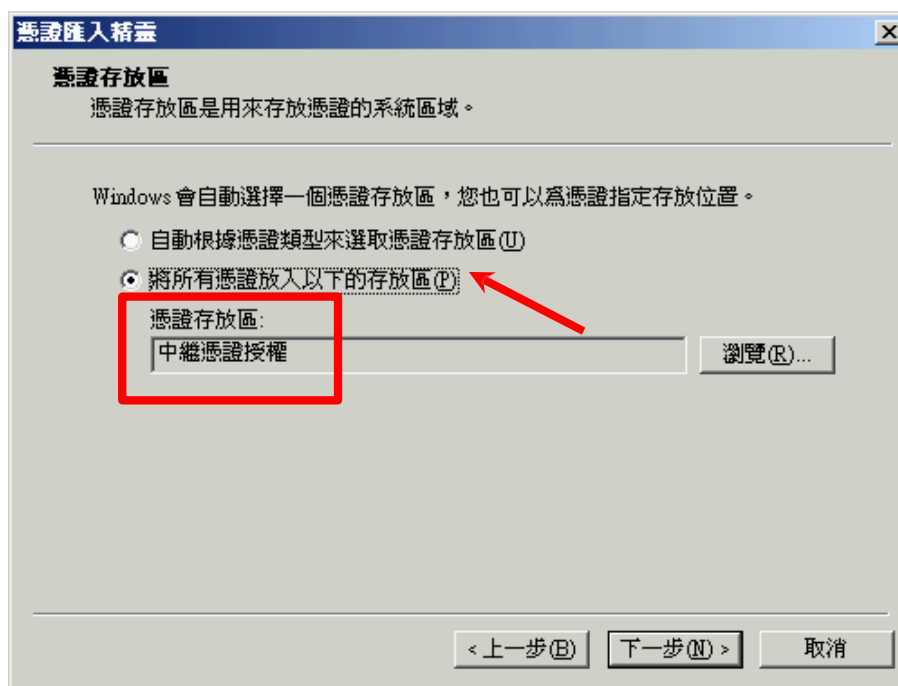 憑證匯入精靈
憑證存放區
憑證存放區是用來存放憑證的系統區域。
Windows 會自動選擇一個憑證存放區，您也可以為憑證指定存放位置。
自動根據憑證類型來選取憑證存放區(U)
將所有憑證放入以下的存放區(P)
憑證存放區:
中繼憑證授權
瀏覽(R)...
<上一步(B)
下一步(N)>
取消